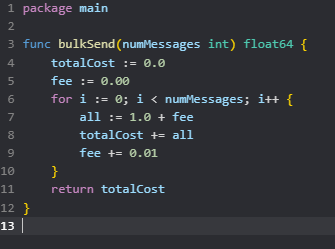 1 package main
2
3 func bulkSend(numMessages int) float64 {
4     totalCost := 0.0
5     fee := 0.00
6     for i := 0; i < numMessages; i++ {
7         all := 1.0 + fee
8         totalCost += all
9         fee += 0.01
10     }
11     return totalCost
12 }
13